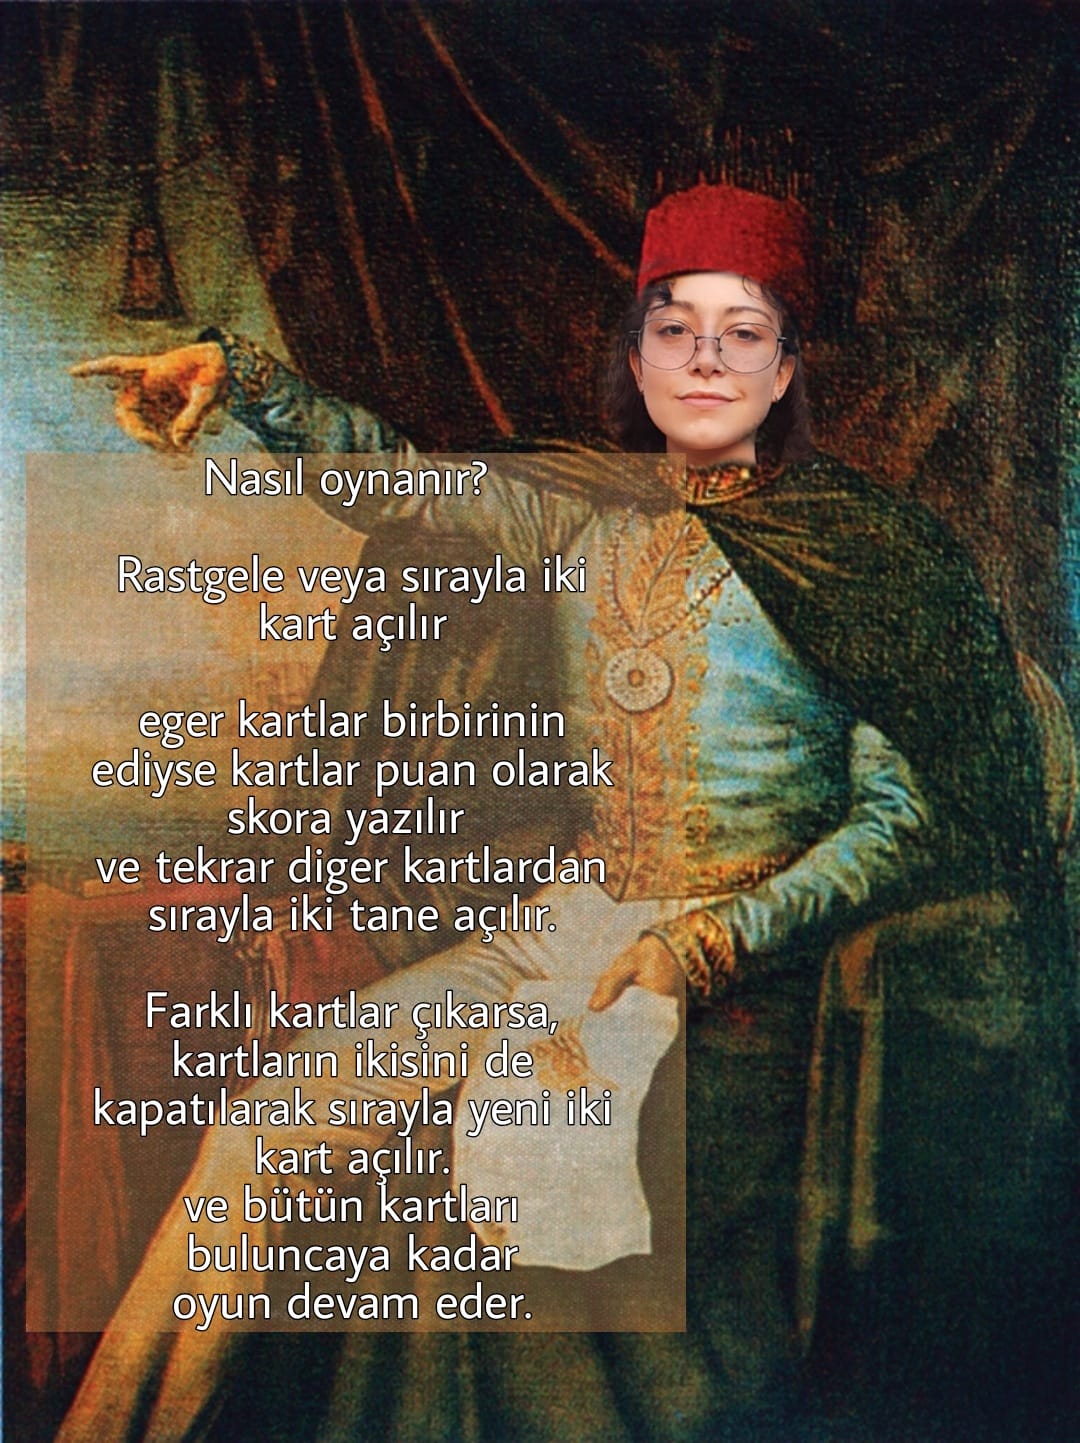 Nasıl oynanır?
Rastgele veya sırayla iki
kart açılır
eger kartlar birbirinin
ediyse kartlar puan olarak
skora yazılır
ve tekrar diger kartlardan
sırayla iki tane açılır.
Farklı kartlar çıkarsa,
kartların ikisini de
kapatılarak sırayla yeni iki
kart açılır.
ve bütün kartları
buluncaya kadar
oyun devam eder.